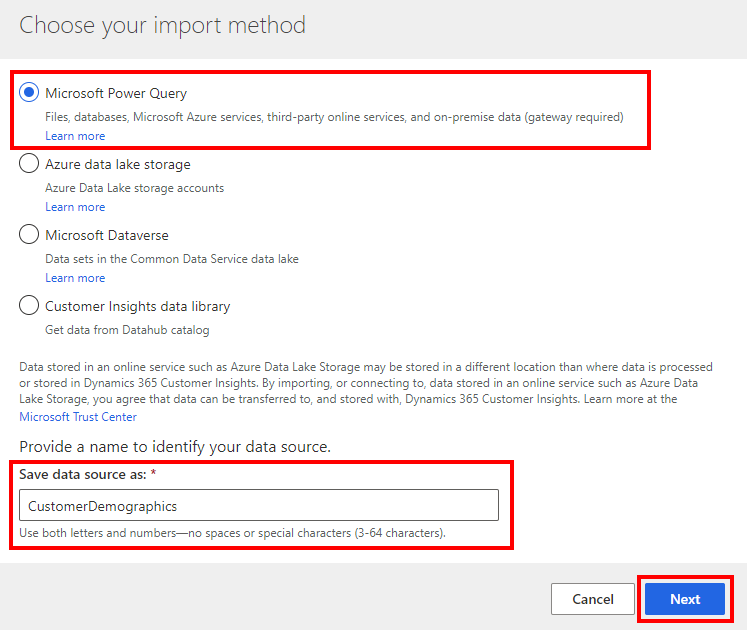 Choose your import method
Microsoft Power Query
Files, databases, Microsoft Azure services, third-party online services, and on-premise data (gateway required)
Learn more
Azure data lake storage
Azure Data Lake storage accounts
Learn more
Microsoft Dataverse
Data sets in the Common Data Service data lake
Learn more
Customer Insights data library
Get data from Datahub catalog
Data stored in an online service such as Azure Data Lake Storage may be stored in a different location than where data is processed
or stored in Dynamics 365 Customer Insights. By importing, or connecting to, data stored in an online service such as Azure Data
Lake Storage, you agree that data can be transferred to, and stored with, Dynamics 365 Customer Insights. Learn more at the
Microsoft Trust Center
Provide a name to identify your data source.
Save data source as: *
CustomerDemographics
Use both letters and numbers—no spaces or special characters (3-64 characters).
Cancel
Next